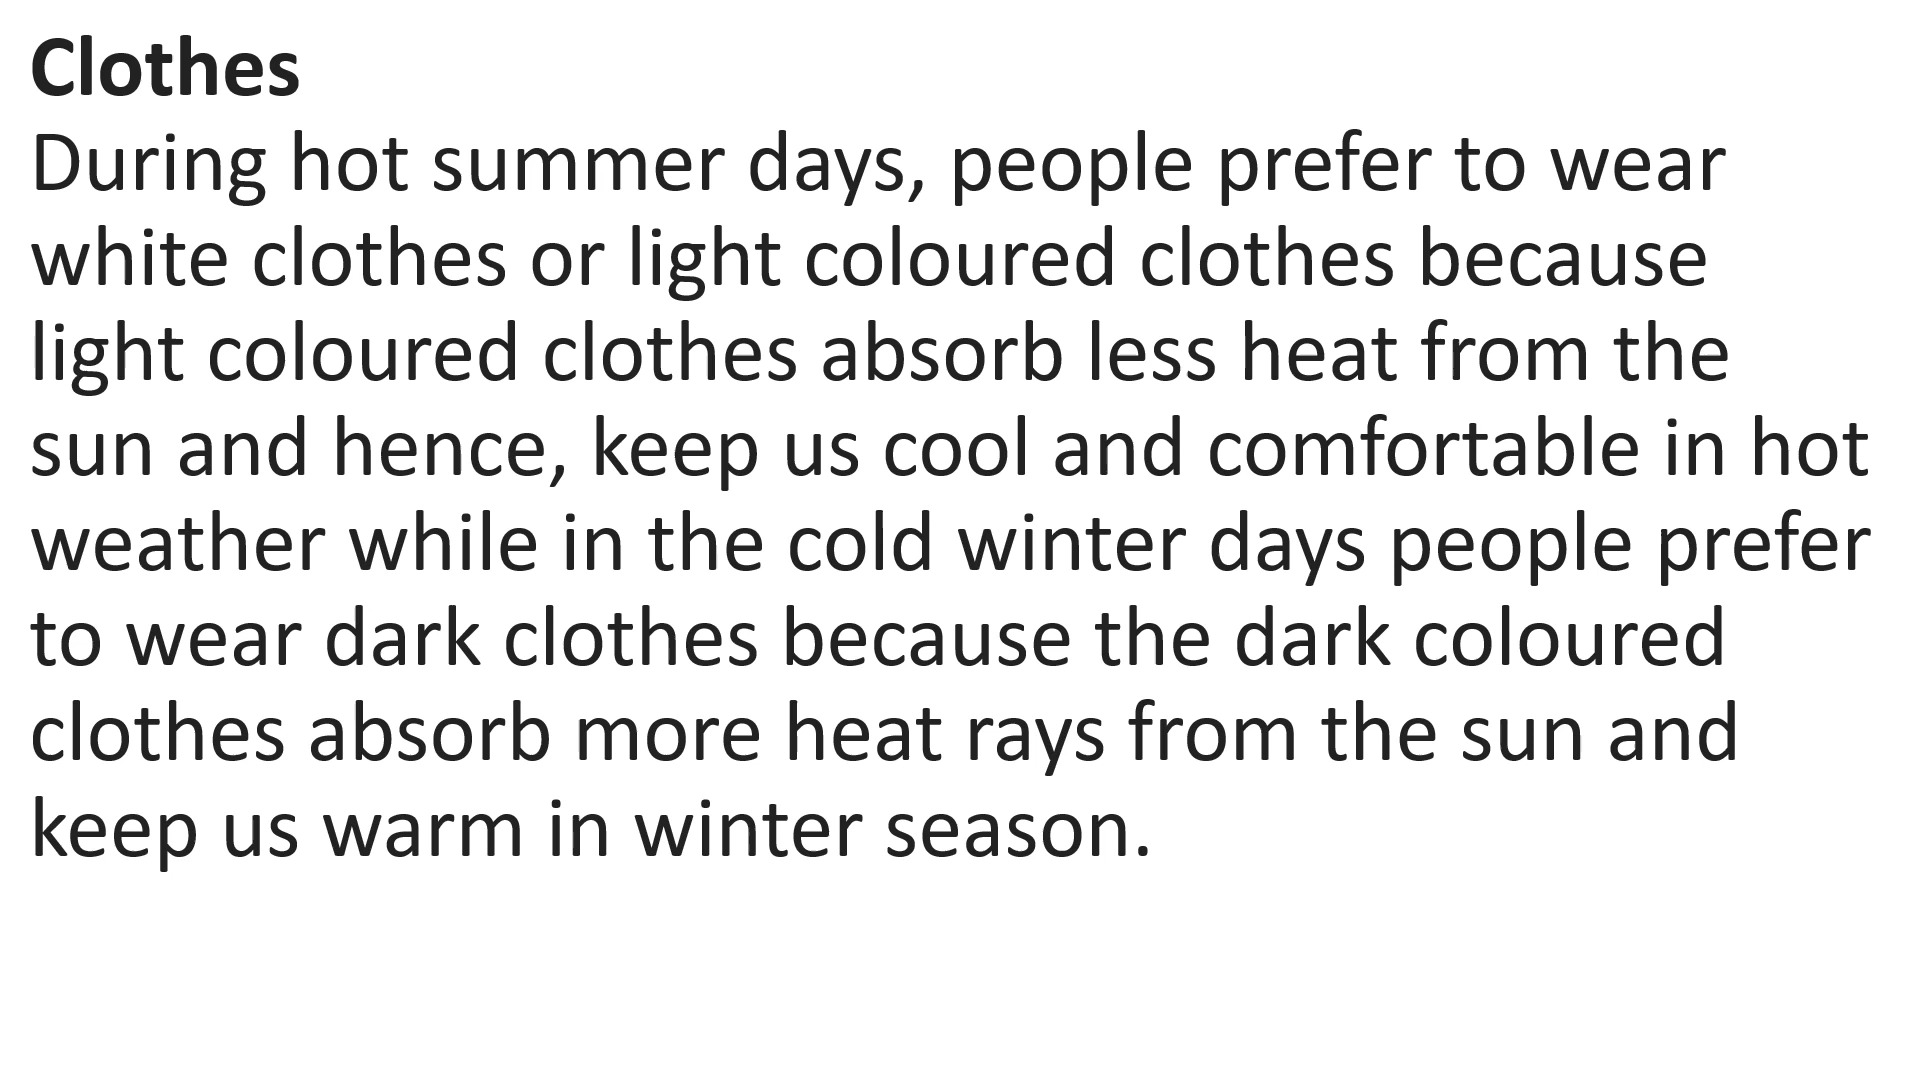 Clothes
During hot summer days, people prefer to wear
white clothes or light coloured clothes because
light coloured clothes absorb less heat from the
sun and hence, keep us cool and comfortable in hot
weather while in the cold winter days people prefer
to wear dark clothes because the dark coloured
clothes absorb more heat rays from the sun and
keep us warm in winter season.